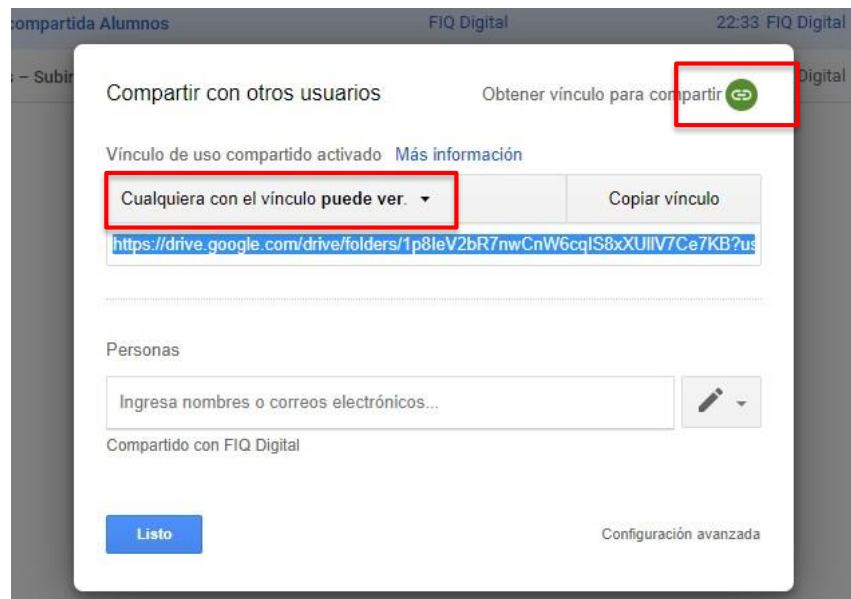 compartida Alumnos FIQ Digital 22:33 FIQ Digital
s – Subir Digital
Compartir con otros usuarios Obtener vínculo para compartir
Vínculo de uso compartido activado Más información
Cualquiera con el vínculo puede ver. Copiar vínculo
https://drive.google.com/drive/folders/1p8IeV2bR7nwCnW6cqIS8xXUIlV7Ce7KB?us
Personas
Ingresa nombres o correos electrónicos...
Compartido con FIQ Digital
Listo Configuración avanzada